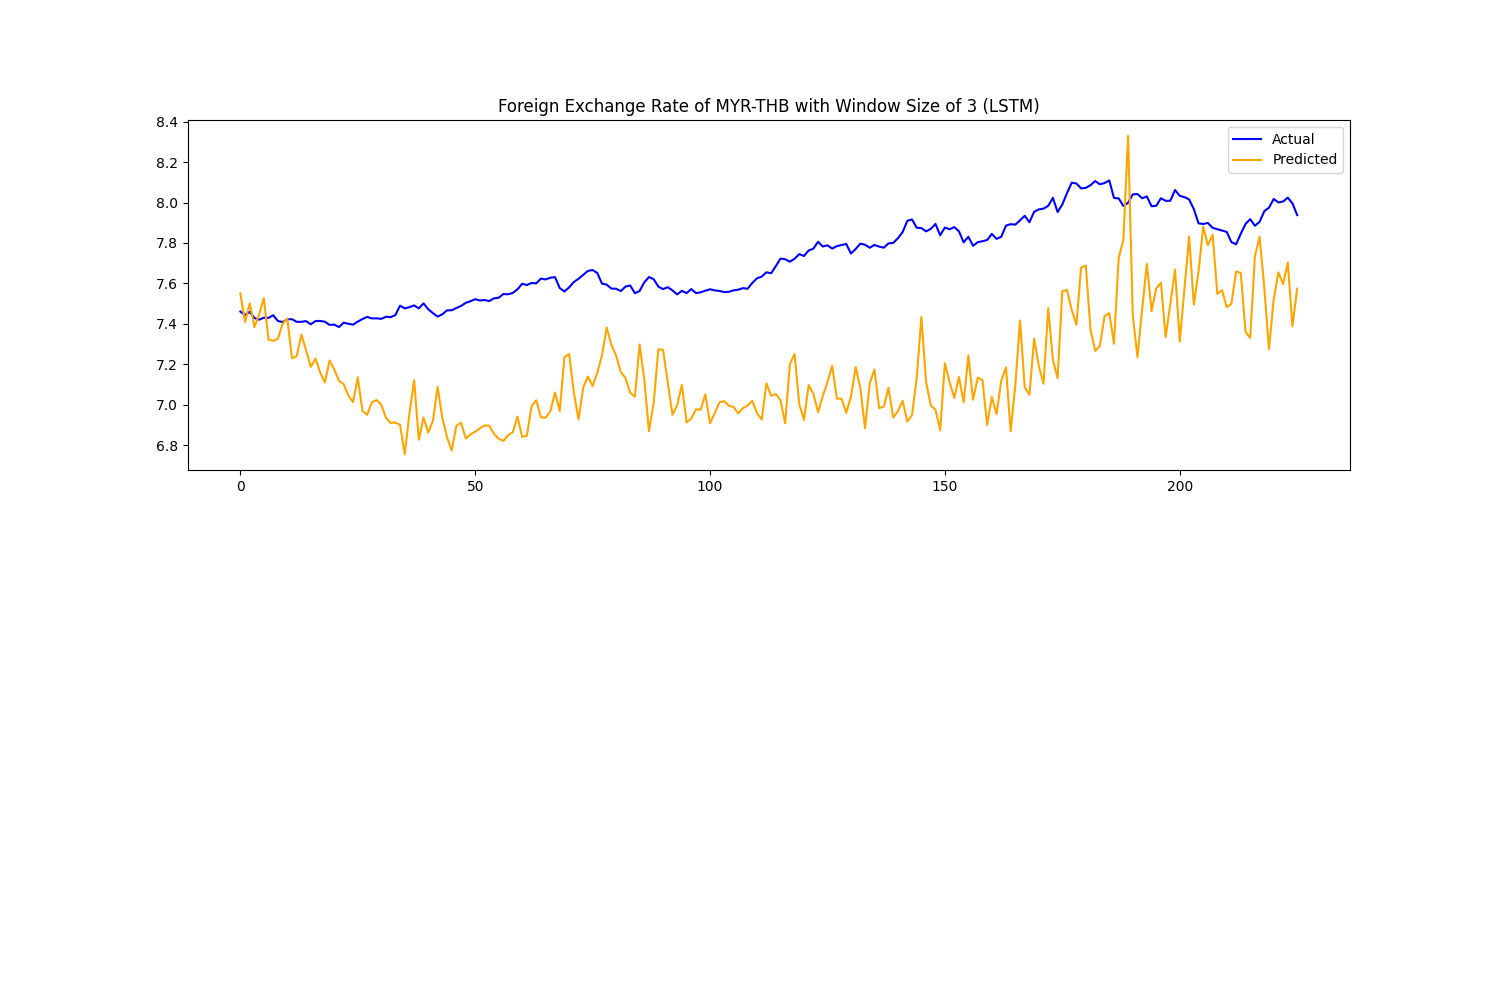 Foreign Exchange Rate of MYR-THB with Window Size of 3 (LSTM)
8.4
8.2
8.0
7.8
7.6
7.4
7.2
7.0
6.8
Actual
Predicted
0 50 100 150 200